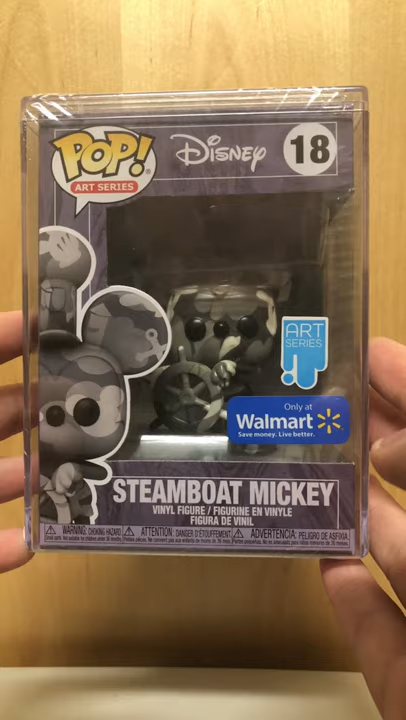 POP!
ART SERIES
Disney
18
ART
SERIES
Only at
Walmart
Save money. Live better.
STEAMBOAT MICKEY
VINYL FIGURE / FIGURINE EN VINYLE
FIGURA DE VINIL
WARNING: CHOKING HAZARD. ATTENTION: DANGER D'ÉTOUFFEMENT. ADVERTENCIA: PELIGRO DE ASFIXIA.